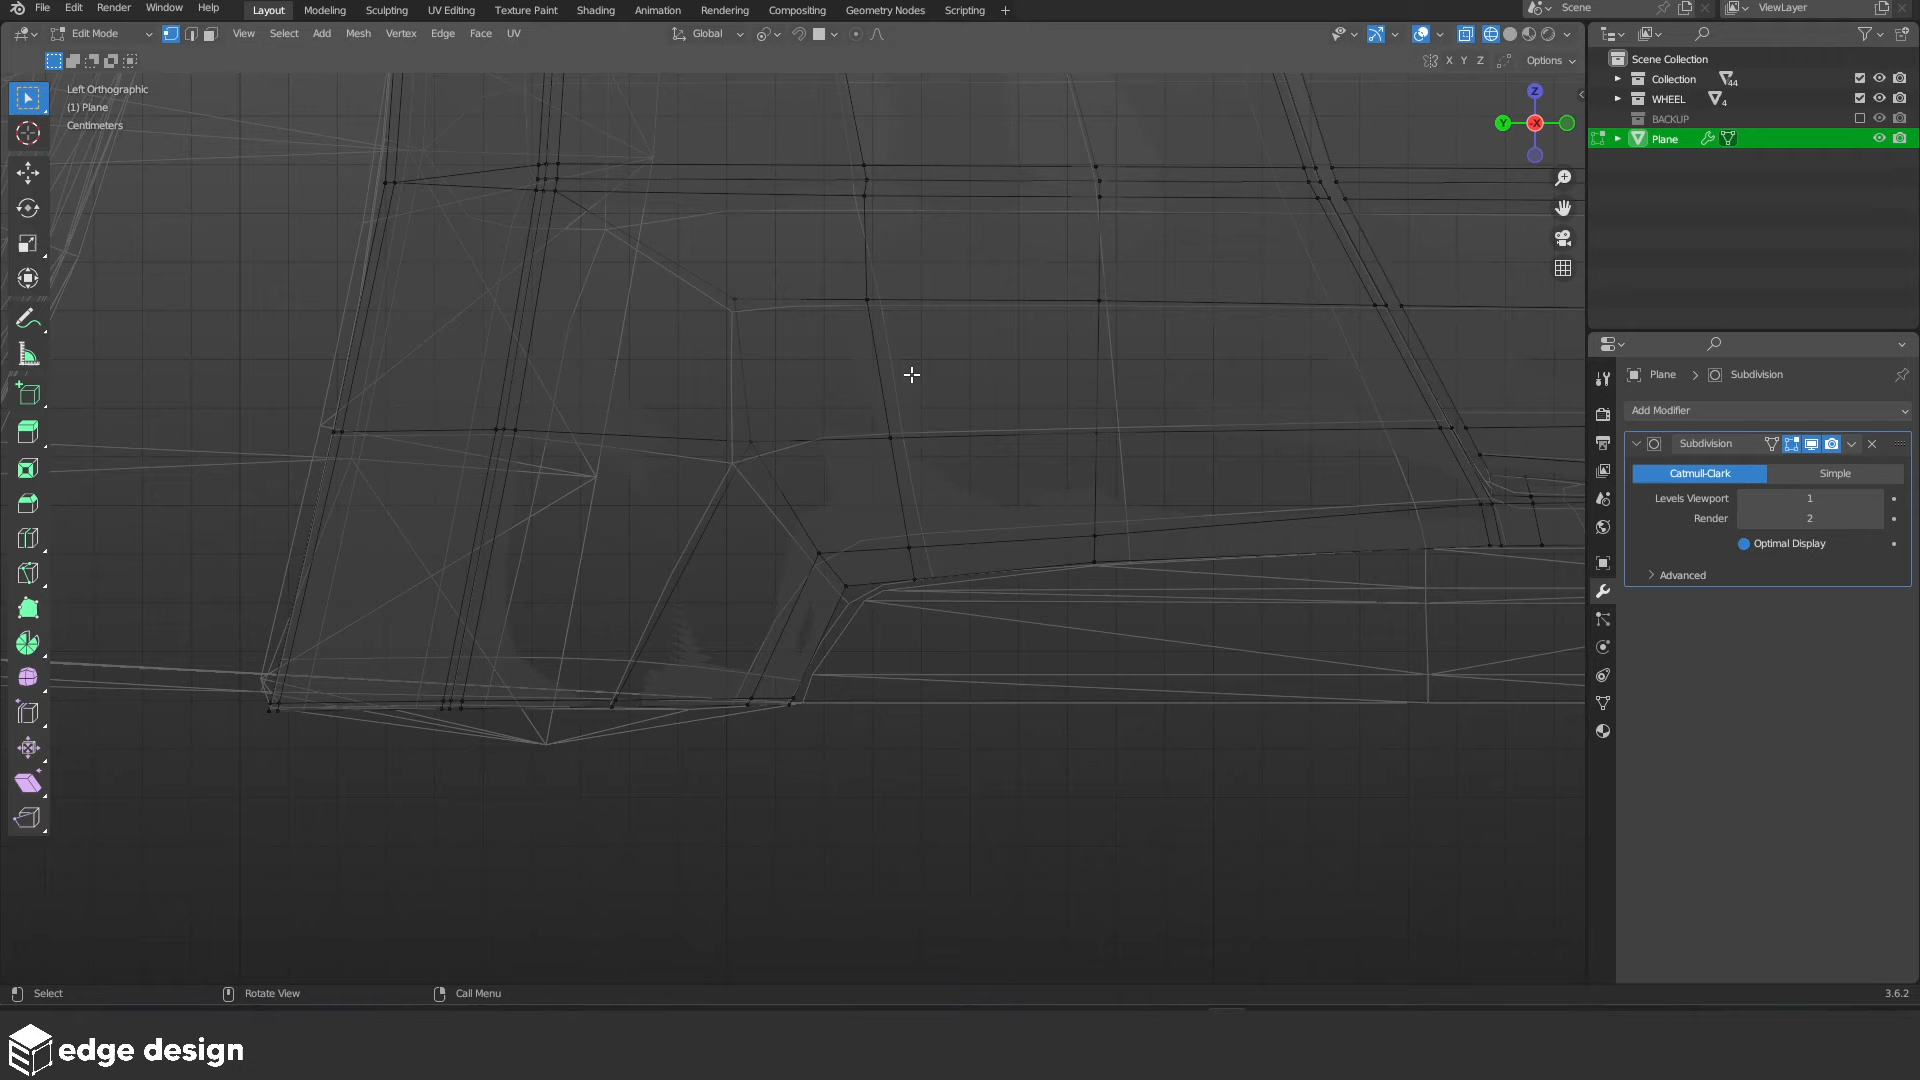 File Edit Render Window Help Layout Modeling Sculpting UV Editing Texture Paint Shading Animation Rendering Compositing Geometry Nodes Scripting + Scene ViewLayer
Edit Mode View Select Add Mesh Vertex Edge Face UV Global
X Y Z Options
Left Orthographic
(1) Plane
Centimeters
Z
Y -X
Scene Collection
Collection 44
WHEEL 4
BACKUP
Plane
Plane > Subdivision
Add Modifier
Subdivision
Catmull-Clark Simple
Levels Viewport 1
Render 2
Optimal Display
Advanced
Select Rotate View Call Menu 3.6.2
edge design